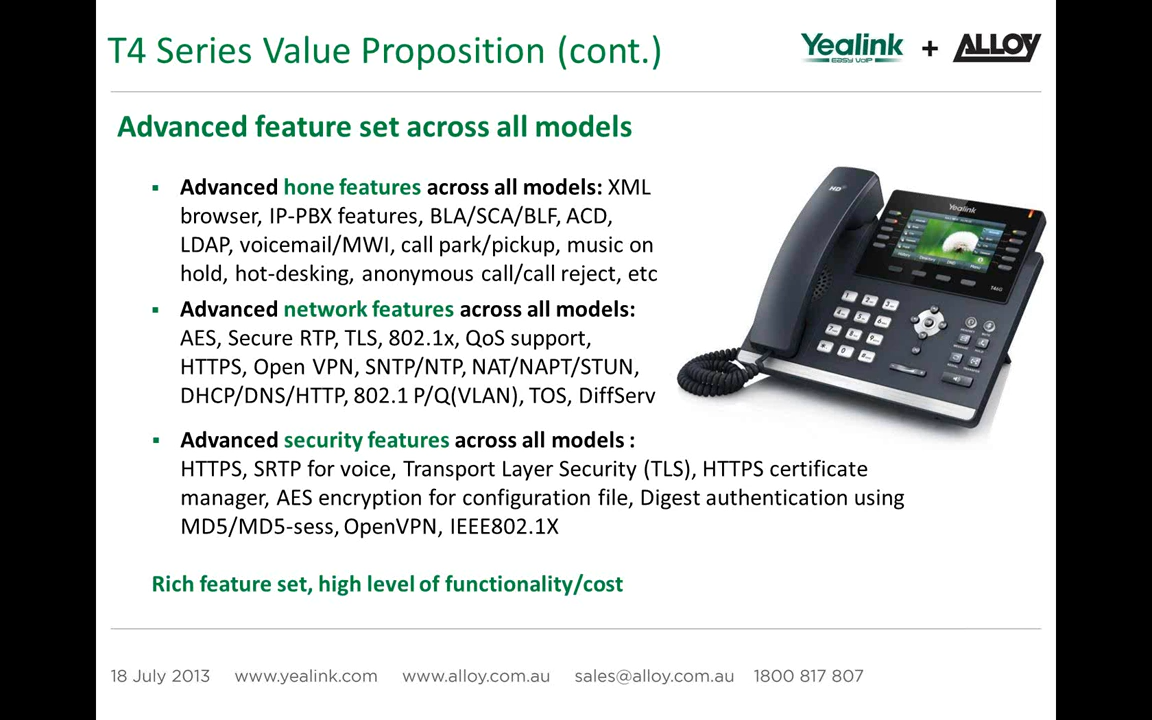 T4 Series Value Proposition (cont.)
Yealink + ALLOY
EASY VoIP
Advanced feature set across all models
▪ Advanced hone features across all models: XML
browser, IP-PBX features, BLA/SCA/BLF, ACD,
LDAP, voicemail/MWI, call park/pickup, music on
hold, hot-desking, anonymous call/call reject, etc
▪ Advanced network features across all models:
AES, Secure RTP, TLS, 802.1x, QoS support,
HTTPS, Open VPN, SNTP/NTP, NAT/NAPT/STUN,
DHCP/DNS/HTTP, 802.1 P/Q(VLAN), TOS, DiffServ
▪ Advanced security features across all models :
HTTPS, SRTP for voice, Transport Layer Security (TLS), HTTPS certificate
manager, AES encryption for configuration file, Digest authentication using
MD5/MD5-sess, OpenVPN, IEEE802.1X
Rich feature set, high level of functionality/cost
HD
Yealink
T46G
18 July 2013 www.yealink.com www.alloy.com.au sales@alloy.com.au 1800 817 807